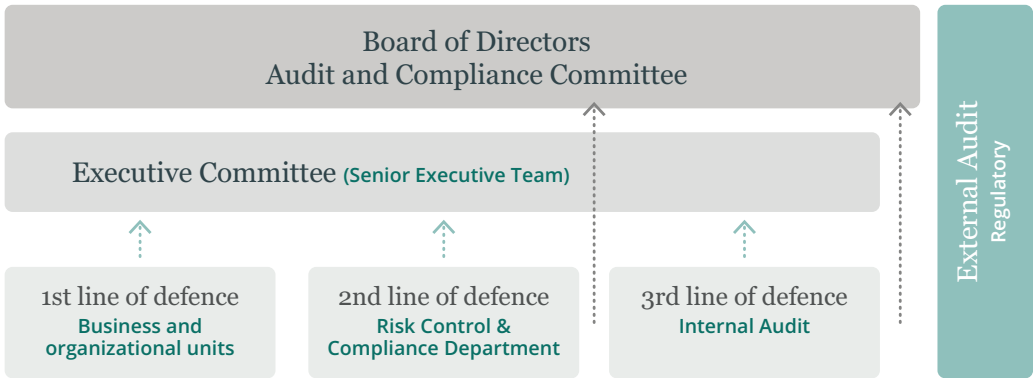 Board of Directors
Audit and Compliance Committee
Executive Committee (Senior Executive Team)
1st line of defence
Business and
organizational units
2nd line of defence
Risk Control &
Compliance Department
3rd line of defence
Internal Audit
External Audit
Regulatory